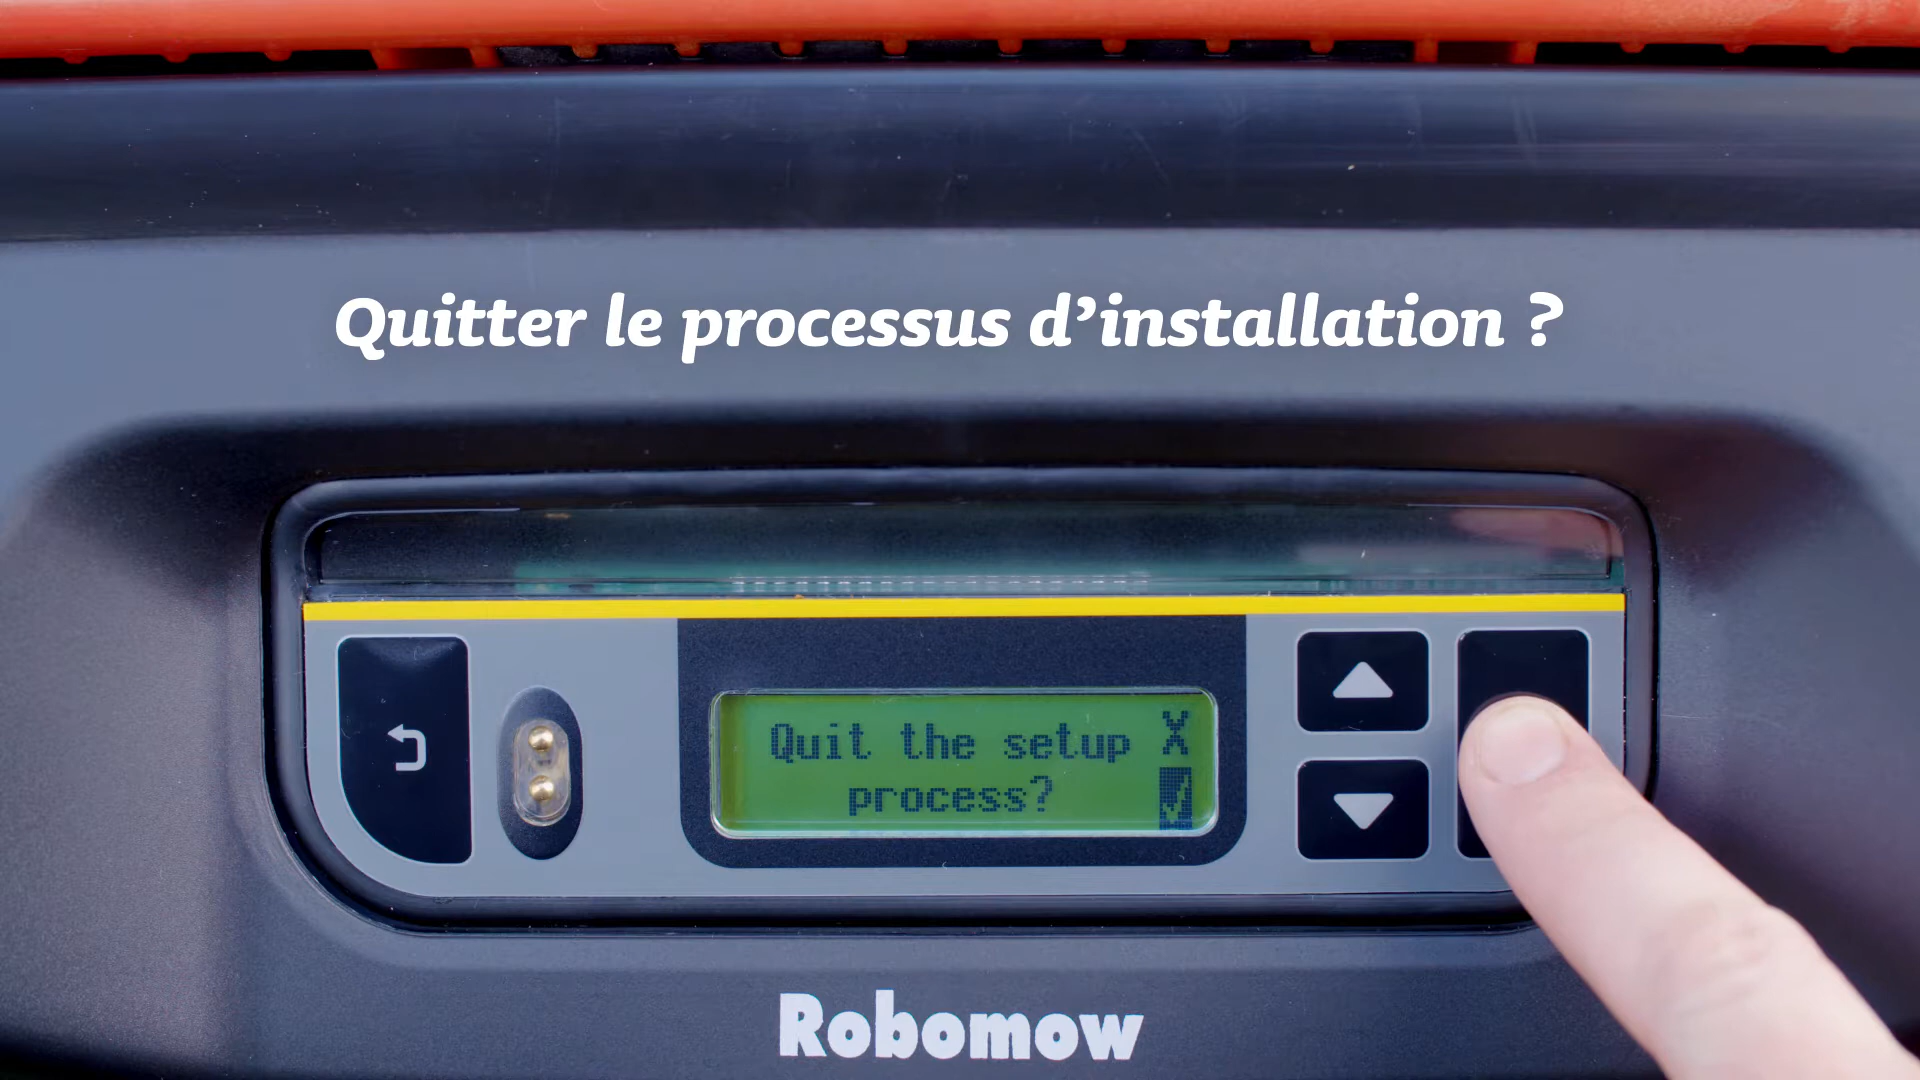 Quitter le processus d’installation ?
Quit the setup X
process? ✓
Robomow